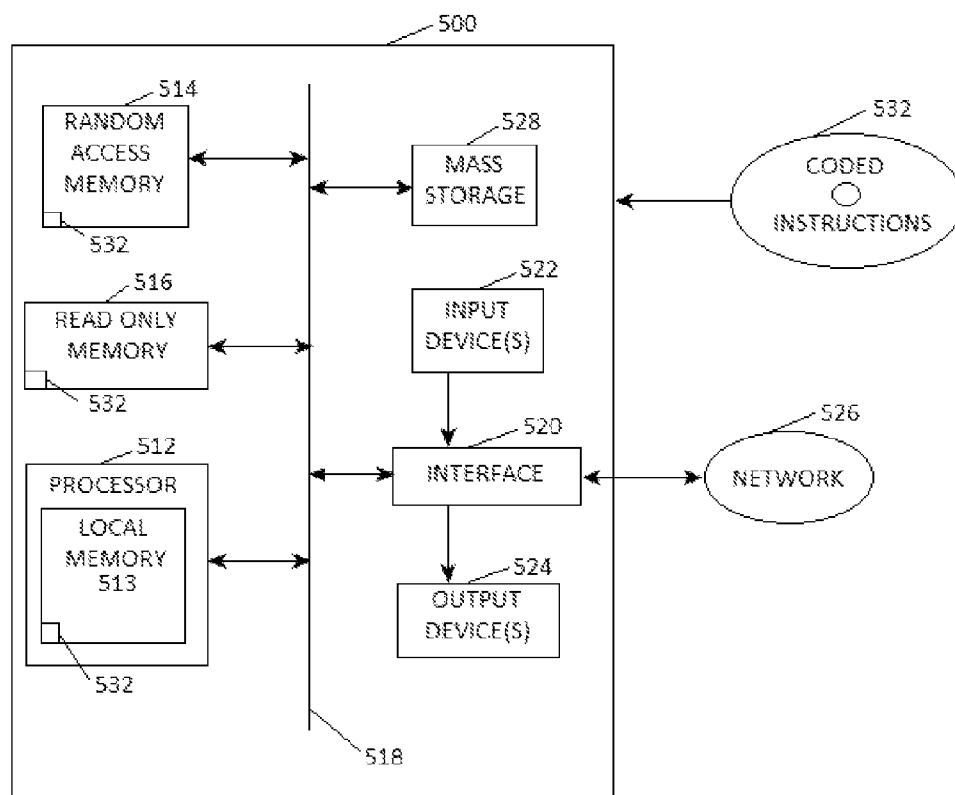 500
514
RANDOM
ACCESS
MEMORY
532
528
MASS
STORAGE
532
CODED
INSTRUCTIONS
516
READ ONLY
MEMORY
532
522
INPUT
DEVICE(S)
512
PROCESSOR
LOCAL
MEMORY
513
532
520
INTERFACE
526
NETWORK
524
OUTPUT
DEVICE(S)
518